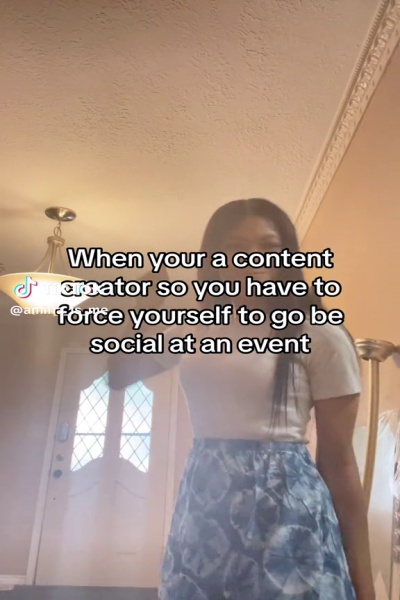 When your a content
creator so you have to
force yourself to go be
social at an event